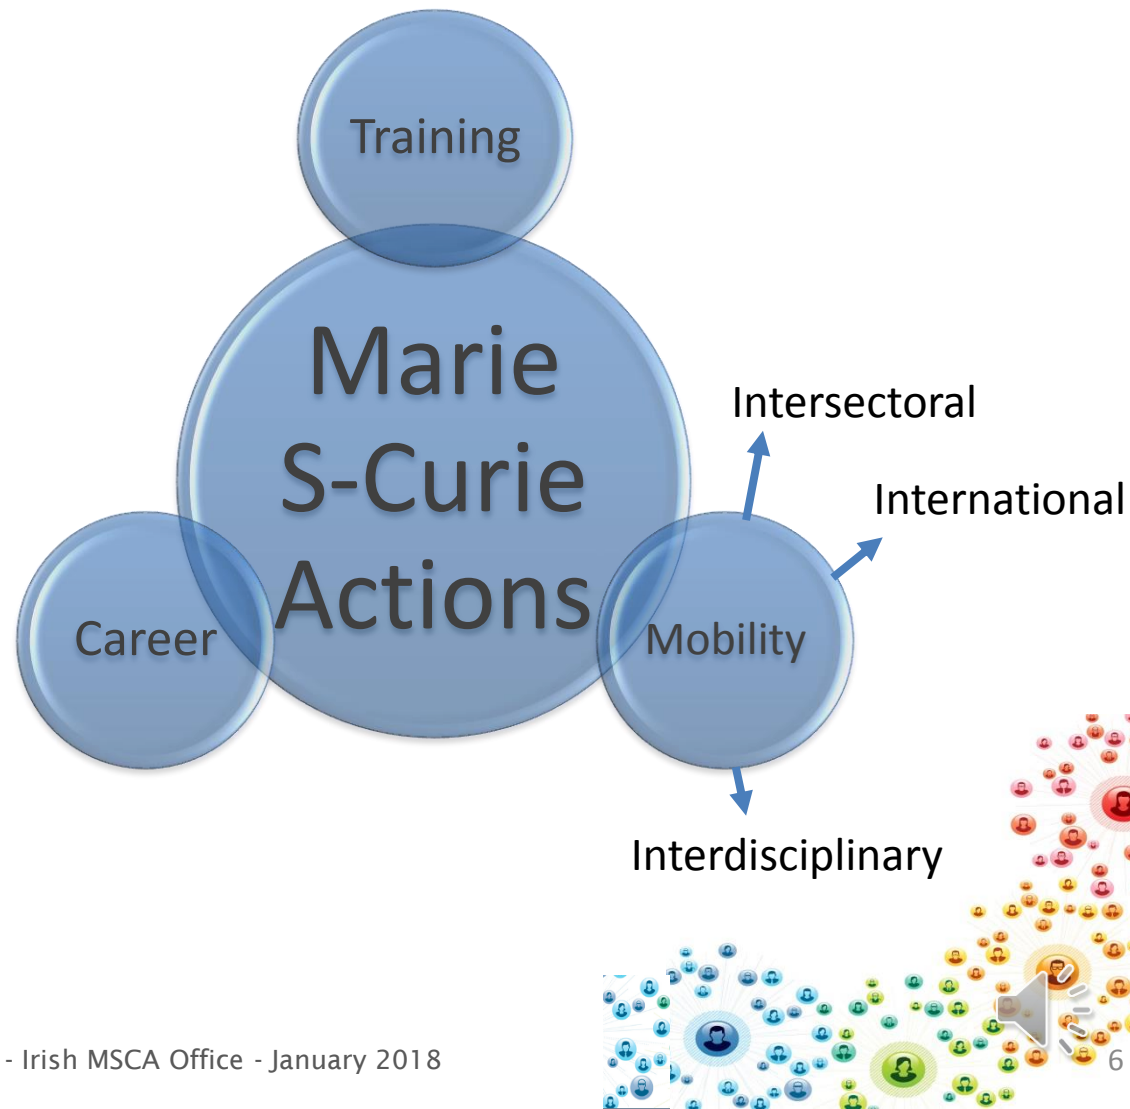 Training
Marie
S-Curie
Actions
Intersectoral
International
Career
Mobility
Interdisciplinary
- Irish MSCA Office - January 2018
6